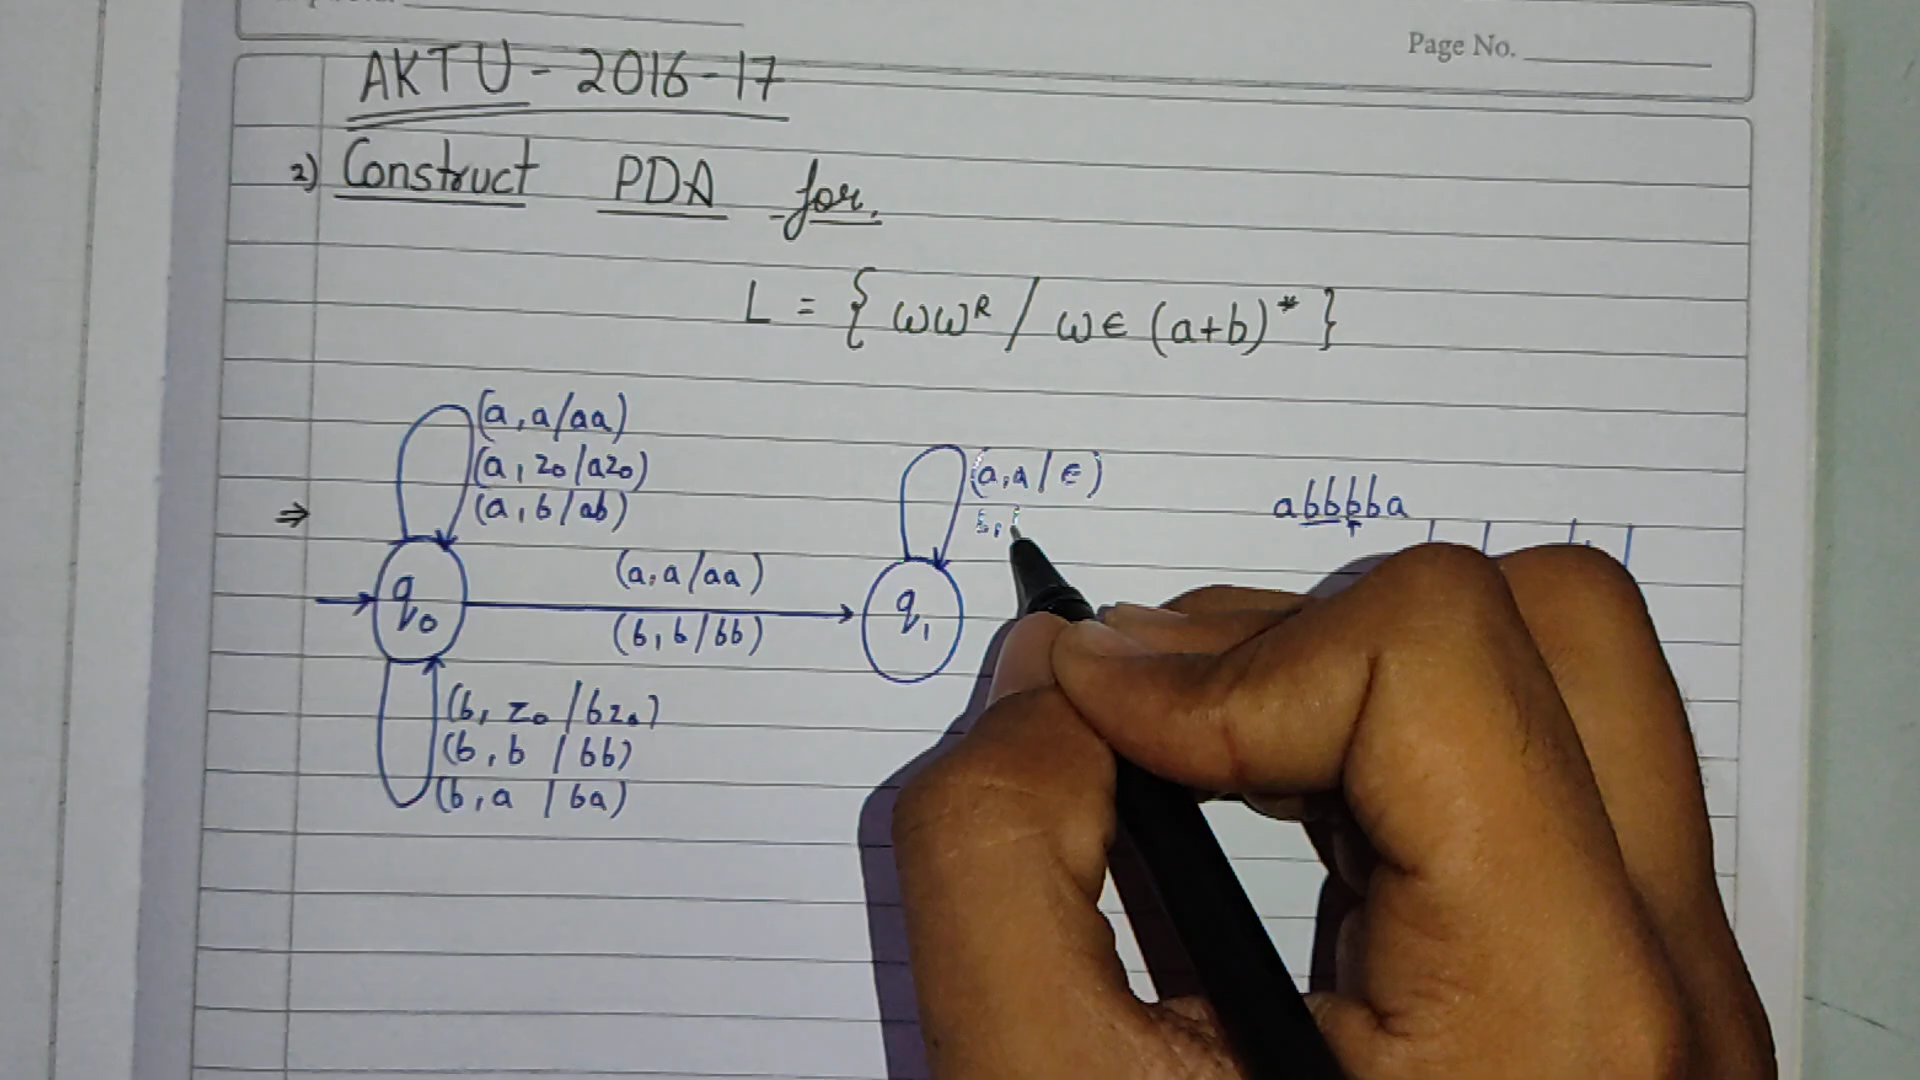 Page No.
AKTU - 2016-17
2) Construct PDA for.
L = { ωωᴿ / ω ∈ (a+b)* }
(a, a/aa)
(a, z₀/az₀)
(a, b/ab)
⇒
(a, a/∈)
b,
abbbba
q₀
(a, a/aa)
(b, b/bb)
q₁
(b, z₀/bz₀)
(b, b/bb)
(b, a/ba)